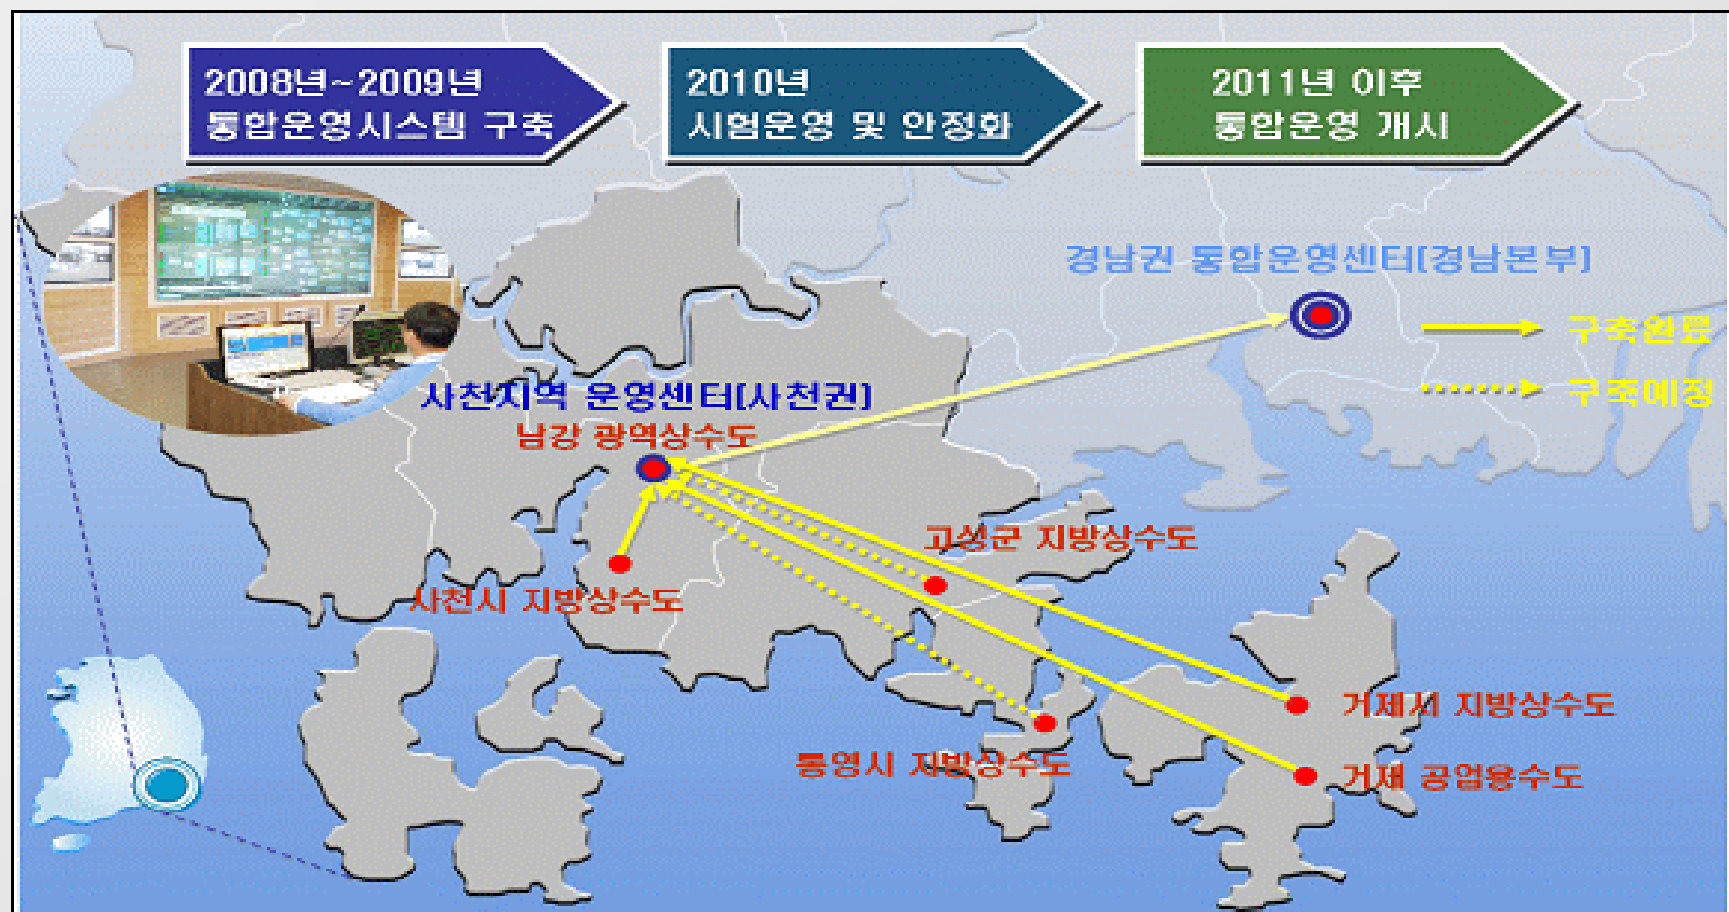 2008년~2009년
통합운영시스템 구축
2010년
시험운영 및 안정화
2011년 이후
통합운영 개시
경남권 통합운영센터(경남본부)
구축완료
구축예정
사천지역 운영센터(사천권)
남강 광역상수도
고성군 지방상수도
사천시 지방상수도
거제시 지방상수도
통영시 지방상수도
거제 공업용수도